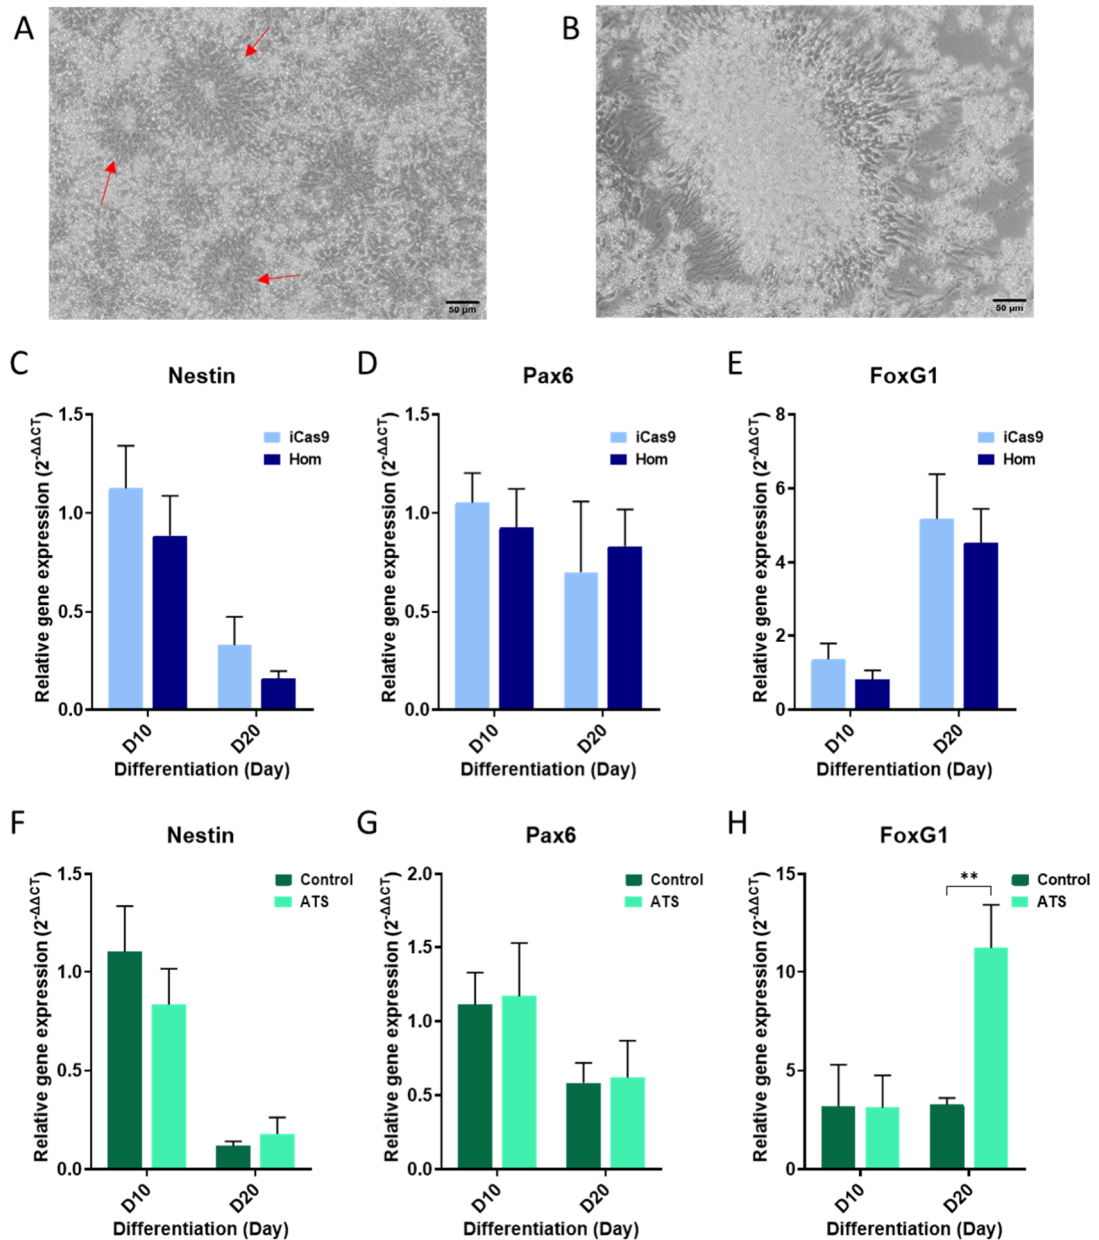 A
B
50 µm
50 µm
C
Nestin
Relative gene expression (2^-ΔΔCT)
1.5
1.0
0.5
0.0
iCas9
Hom
D10
D20
Differentiation (Day)
D
Pax6
Relative gene expression (2^-ΔΔCT)
1.5
1.0
0.5
0.0
iCas9
Hom
D10
D20
Differentiation (Day)
E
FoxG1
Relative gene expression (2^-ΔΔCT)
8
6
4
2
0
iCas9
Hom
D10
D20
Differentiation (Day)
F
Nestin
Relative gene expression (2^-ΔΔCT)
1.5
1.0
0.5
0.0
Control
ATS
D10
D20
Differentiation (Day)
G
Pax6
Relative gene expression (2^-ΔΔCT)
2.0
1.5
1.0
0.5
0.0
Control
ATS
D10
D20
Differentiation (Day)
H
FoxG1
Relative gene expression (2^-ΔΔCT)
15
10
5
0
**
Control
ATS
D10
D20
Differentiation (Day)